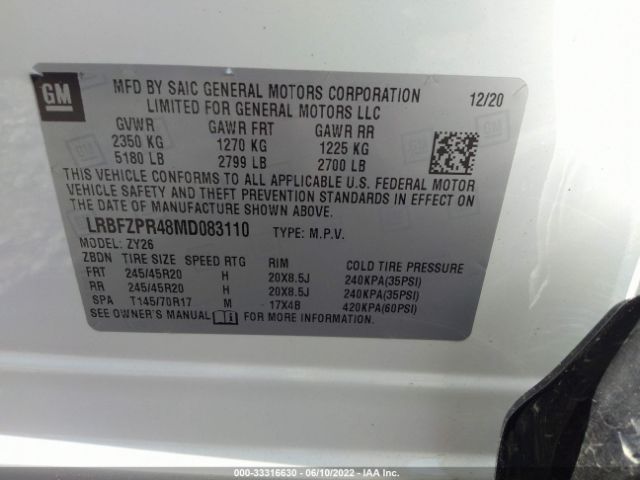 GM
MFD BY SAIC GENERAL MOTORS CORPORATION 12/20
LIMITED FOR GENERAL MOTORS LLC
GVWR GAWR FRT GAWR RR
2350 KG 1270 KG 1225 KG
5180 LB 2799 LB 2700 LB
THIS VEHICLE CONFORMS TO ALL APPLICABLE U.S. FEDERAL MOTOR
VEHICLE SAFETY AND THEFT PREVENTION STANDARDS IN EFFECT ON
THE DATE OF MANUFACTURE SHOWN ABOVE.
LRBFZPR48MD083110 TYPE: M.P.V.
MODEL: ZY26
ZBDN TIRE SIZE SPEED RTG RIM COLD TIRE PRESSURE
FRT 245/45R20 H 20X8.5J 240KPA(35PSI)
RR 245/45R20 H 20X8.5J 240KPA(35PSI)
SPA T145/70R17 M 17X4B 420KPA(60PSI)
SEE OWNER'S MANUAL FOR MORE INFORMATION.
000-33316630 - 06/10/2022 - IAA Inc.